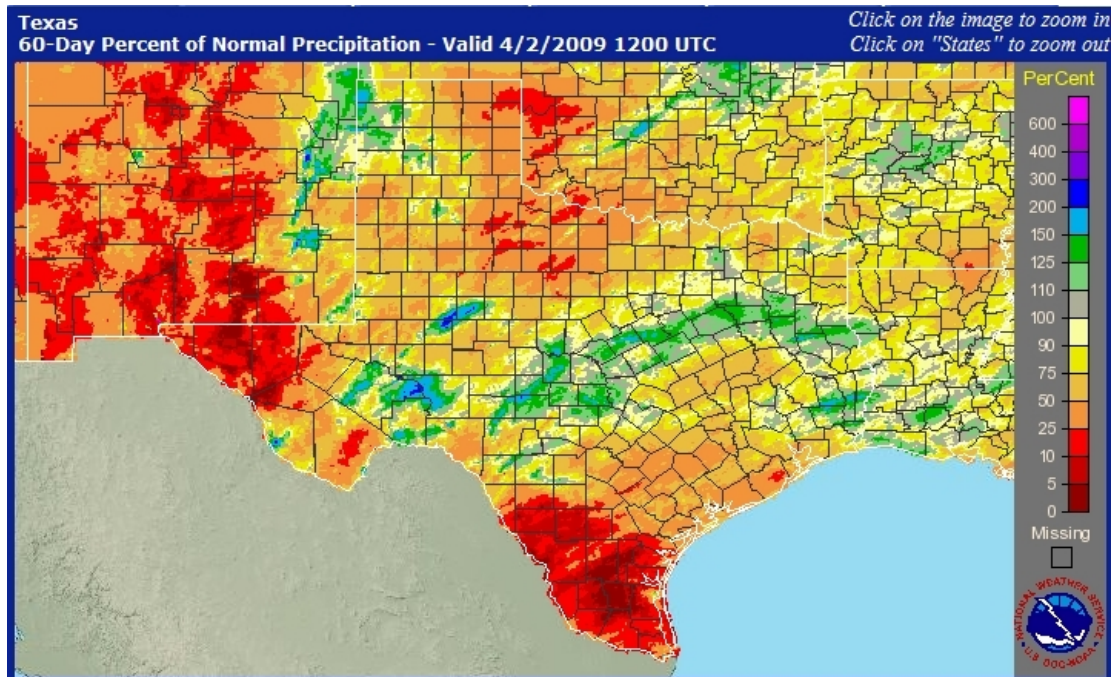 Texas
60-Day Percent of Normal Precipitation - Valid 4/2/2009 1200 UTC
Click on the image to zoom in
Click on "States" to zoom out
PerCent
600
400
300
200
150
125
110
100
90
75
50
25
10
5
0
Missing
NATIONAL WEATHER SERVICE
U.S DOC-NOAA